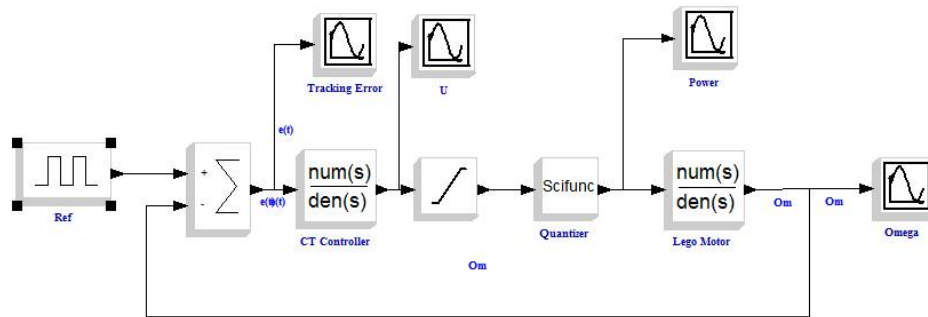 Tracking Error
U
Power
e(t)
+
-
num(s)
den(s)
Scifunc
num(s)
den(s)
Ref
e(t)
CT Controller
Quantizer
Lego Motor
Om
Om
Omega
Om